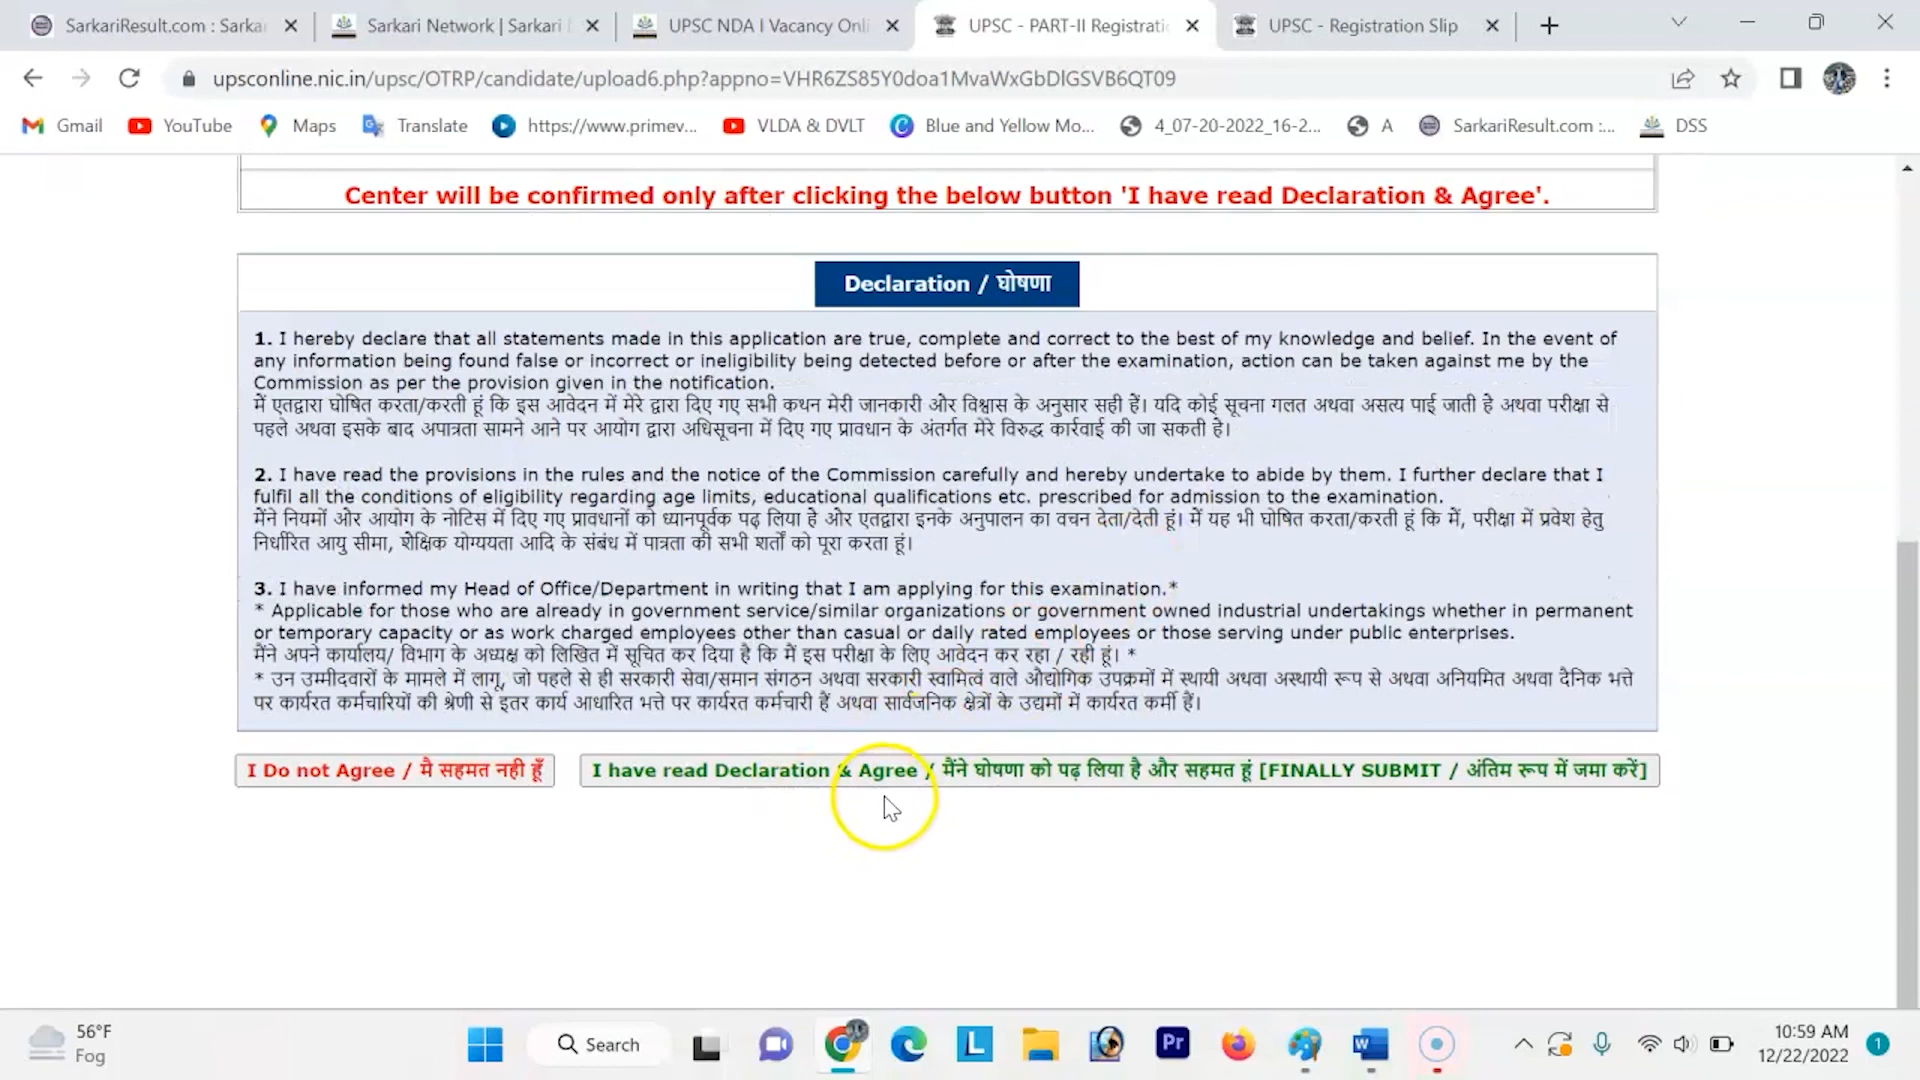 SarkariResult.com : Sarka
Sarkari Network | Sarkari
UPSC NDA I Vacancy Onli
UPSC - PART-II Registrati
UPSC - Registration Slip
upsconline.nic.in/upsc/OTRP/candidate/upload6.php?appno=VHR6ZS85Y0doa1MvaWxGbDlGSVB6QT09
Gmail YouTube Maps Translate https://www.primev... VLDA & DVLT Blue and Yellow Mo... 4_07-20-2022_16-2... A SarkariResult.com :... DSS
Center will be confirmed only after clicking the below button 'I have read Declaration & Agree'.
Declaration / घोषणा
1. I hereby declare that all statements made in this application are true, complete and correct to the best of my knowledge and belief. In the event of
any information being found false or incorrect or ineligibility being detected before or after the examination, action can be taken against me by the
Commission as per the provision given in the notification.
में एतद्वारा घोषित करता/करती हूं कि इस आवेदन में मेरे द्वारा दिए गए सभी कथन मेरी जानकारी और विश्वास के अनुसार सही हैं। यदि कोई सूचना गलत अथवा असत्य पाई जाती है अथवा परीक्षा से
पहले अथवा इसके बाद अपात्रता सामने आने पर आयोग द्वारा अधिसूचना में दिए गए प्रावधान के अंतर्गत मेरे विरुद्ध कार्रवाई की जा सकती है।
2. I have read the provisions in the rules and the notice of the Commission carefully and hereby undertake to abide by them. I further declare that I
fulfil all the conditions of eligibility regarding age limits, educational qualifications etc. prescribed for admission to the examination.
मैंने नियमों और आयोग के नोटिस में दिए गए प्रावधानों को ध्यानपूर्वक पढ़ लिया है और एतद्वारा इनके अनुपालन का वचन देता/देती हूं। में यह भी घोषित करता/करती हूं कि मैं, परीक्षा में प्रवेश हेतु
निर्धारित आयु सीमा, शैक्षिक योग्ययता आदि के संबंध में पात्रता की सभी शर्तों को पूरा करता हूं।
3. I have informed my Head of Office/Department in writing that I am applying for this examination.*
* Applicable for those who are already in government service/similar organizations or government owned industrial undertakings whether in permanent
or temporary capacity or as work charged employees other than casual or daily rated employees or those serving under public enterprises.
मैंने अपने कार्यालय/ विभाग के अध्यक्ष को लिखित में सूचित कर दिया है कि मैं इस परीक्षा के लिए आवेदन कर रहा / रही हूं। *
* उन उम्मीदवारों के मामले में लागू, जो पहले से ही सरकारी सेवा/समान संगठन अथवा सरकारी स्वामित्वं वाले औद्योगिक उपक्रमों में स्थायी अथवा अस्थायी रूप से अथवा अनियमित अथवा दैनिक भत्ते
पर कार्यरत कर्मचारियों की श्रेणी से इतर कार्य आधारित भत्ते पर कार्यरत कर्मचारी हैं अथवा सार्वजनिक क्षेत्रों के उद्यमों में कार्यरत कर्मी हैं।
I Do not Agree / मै सहमत नही हूँ
I have read Declaration & Agree / मैंने घोषणा को पढ़ लिया है और सहमत हूं [FINALLY SUBMIT / अंतिम रूप में जमा करें]
56°F
Fog
Search
L
Pr
W
10:59 AM
12/22/2022
1